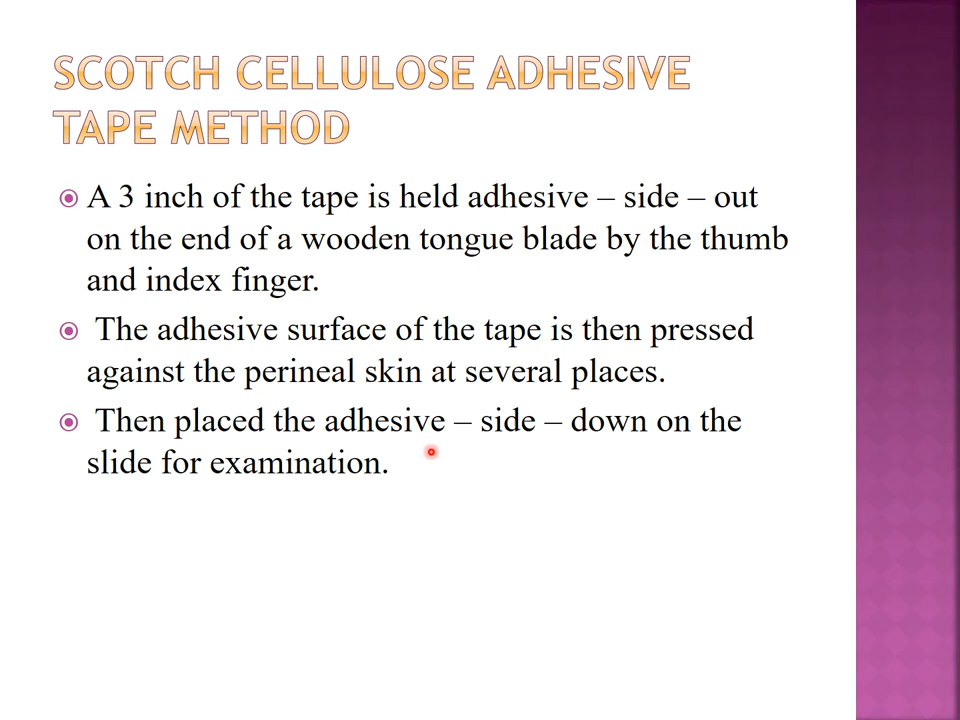 SCOTCH CELLULOSE ADHESIVE
TAPE METHOD
A 3 inch of the tape is held adhesive – side – out
on the end of a wooden tongue blade by the thumb
and index finger.
The adhesive surface of the tape is then pressed
against the perineal skin at several places.
Then placed the adhesive – side – down on the
slide for examination.